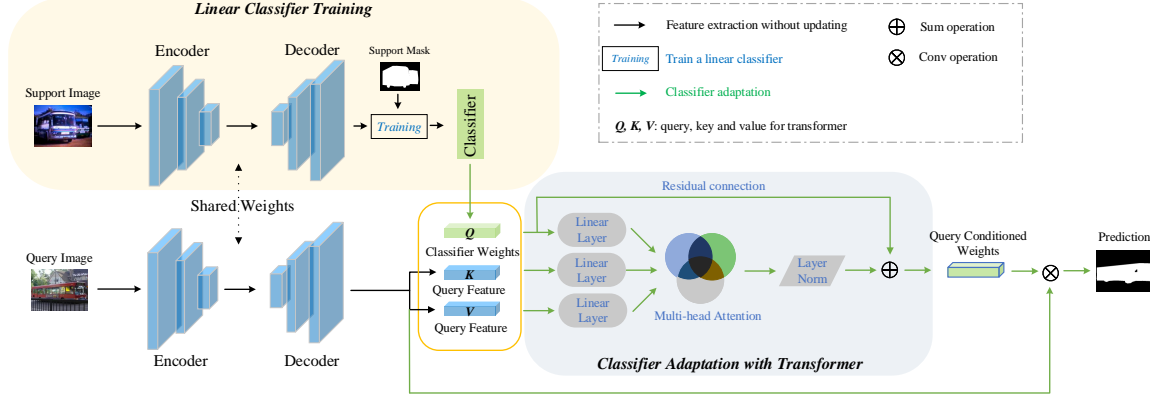 Linear Classifier Training
Encoder
Decoder
Support Mask
Support Image
Training
Classifier
Feature extraction without updating
Training
Train a linear classifier
Classifier adaptation
Q, K, V: query, key and value for transformer
Sum operation
Conv operation
Shared Weights
Query Image
Encoder
Decoder
Q
Classifier Weights
K
Query Feature
V
Query Feature
Residual connection
Linear
Layer
Linear
Layer
Linear
Layer
Multi-head Attention
Layer
Norm
Query Conditioned
Weights
Prediction
Classifier Adaptation with Transformer